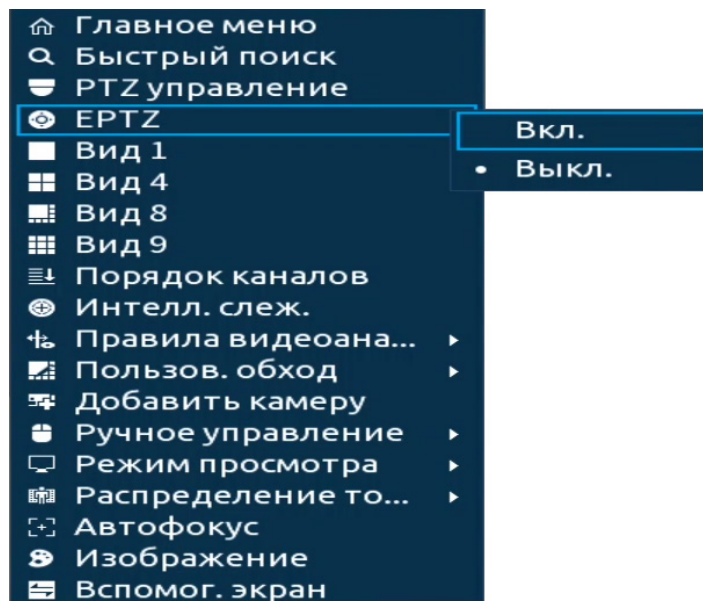 Главное меню
Быстрый поиск
PTZ управление
EPTZ
Вкл.
Выкл.
Вид 1
Вид 4
Вид 8
Вид 9
Порядок каналов
Интелл. слеж.
Правила видеоана...
Пользов. обход
Добавить камеру
Ручное управление
Режим просмотра
Распределение то...
Автофокус
Изображение
Вспомог. экран